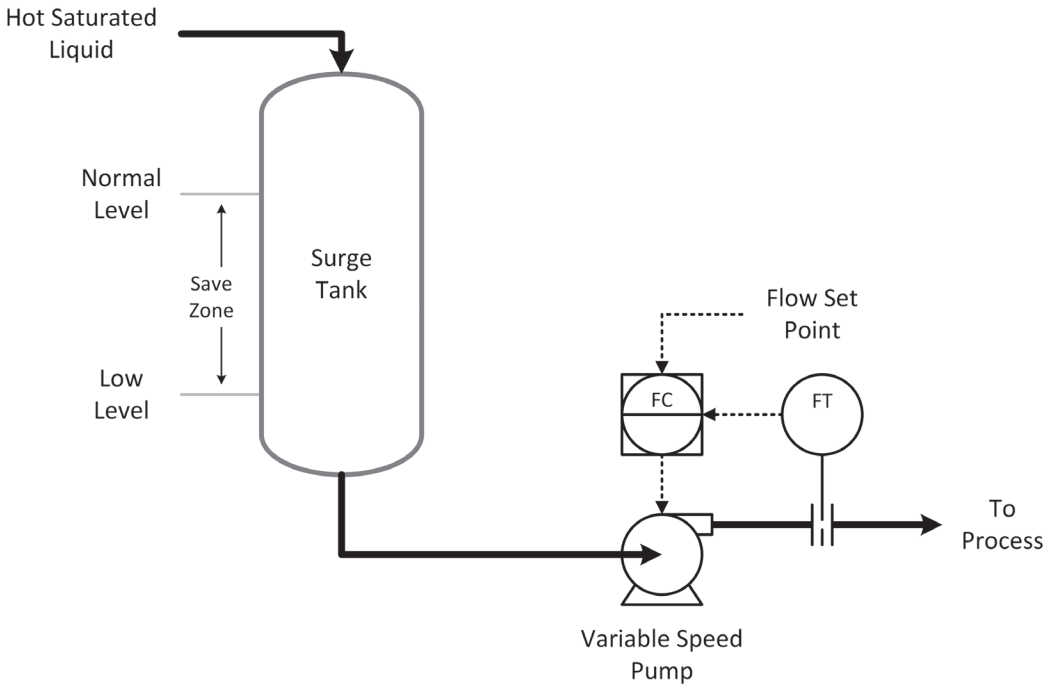 Hot Saturated
Liquid
Normal
Level
Save
Zone
Low
Level
Surge
Tank
Flow Set
Point
FC
FT
To
Process
Variable Speed
Pump